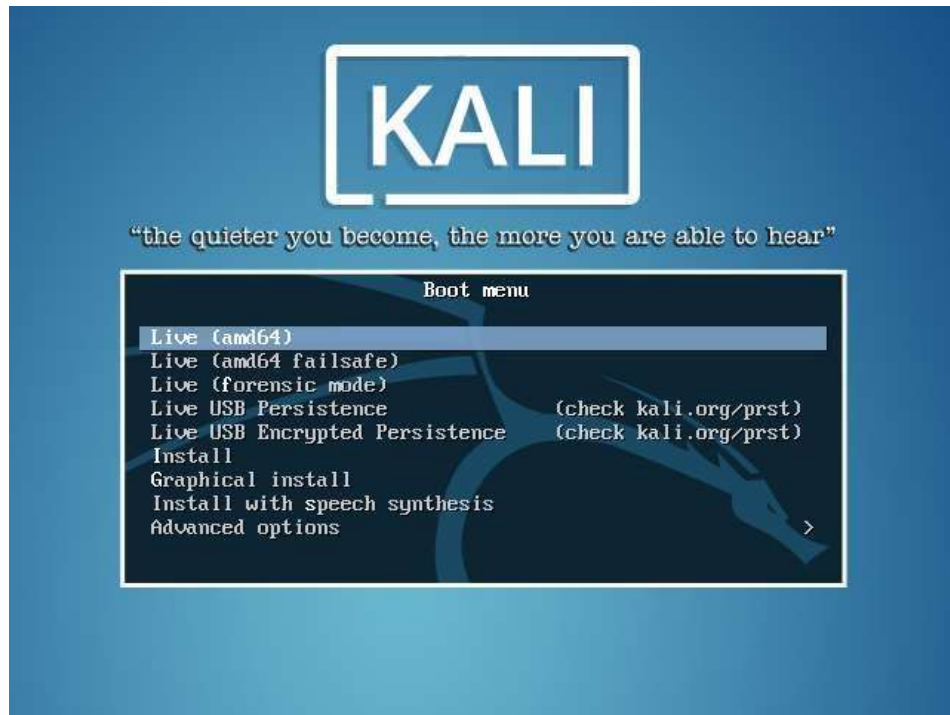 KALI
“the quieter you become, the more you are able to hear”
Boot menu
Live (amd64)
Live (amd64 failsafe)
Live (forensic mode)
Live USB Persistence (check kali.org/prst)
Live USB Encrypted Persistence (check kali.org/prst)
Install
Graphical install
Install with speech synthesis
Advanced options >